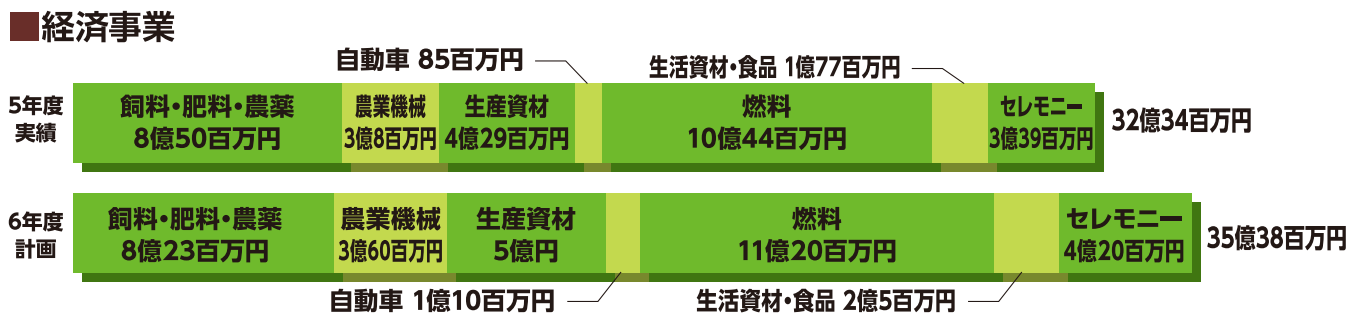 ■経済事業
自動車 85百万円
生活資材・食品 1億77百万円
5年度
実績
飼料・肥料・農薬
8億50百万円
農業機械
3億8百万円
生産資材
4億29百万円
燃料
10億44百万円
セレモニー
3億39百万円
32億34百万円
6年度
計画
飼料・肥料・農薬
8億23百万円
農業機械
3億60百万円
生産資材
5億円
燃料
11億20百万円
セレモニー
4億20百万円
35億38百万円
自動車 1億10百万円
生活資材・食品 2億5百万円